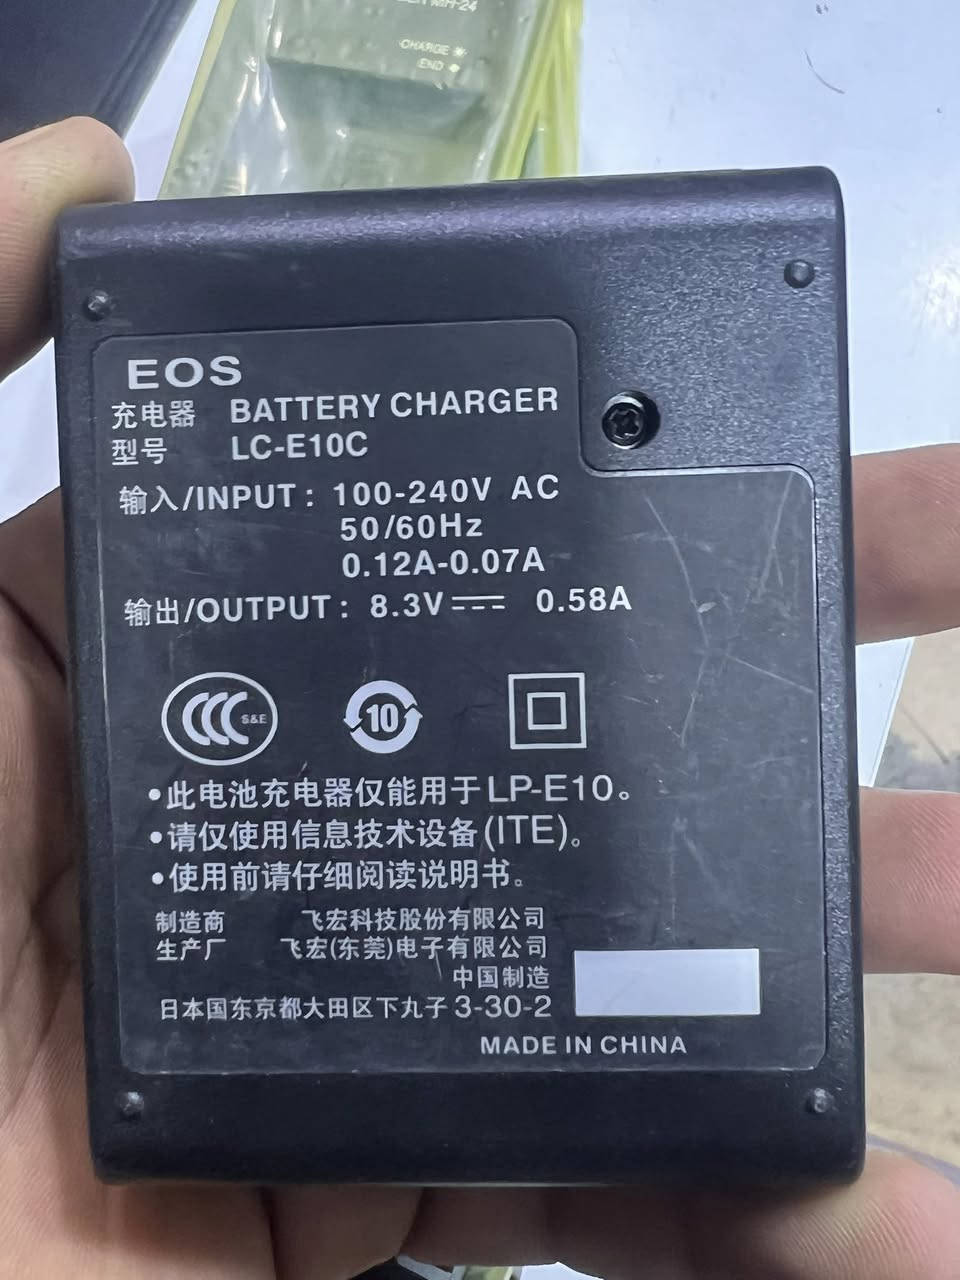 MH-24
CHARGE
END
EOS
充电器 BATTERY CHARGER
型号 LC-E10C
输入/INPUT : 100-240V AC
50/60Hz
0.12A-0.07A
输出/OUTPUT : 8.3V 0.58A
CCC S&E
10
•此电池充电器仅能用于LP-E10。
•请仅使用信息技术设备(ITE)。
•使用前请仔细阅读说明书。
制造商 飞宏科技股份有限公司
生产厂 飞宏(东莞)电子有限公司
中国制造
日本国东京都大田区下丸子3-30-2
MADE IN CHINA